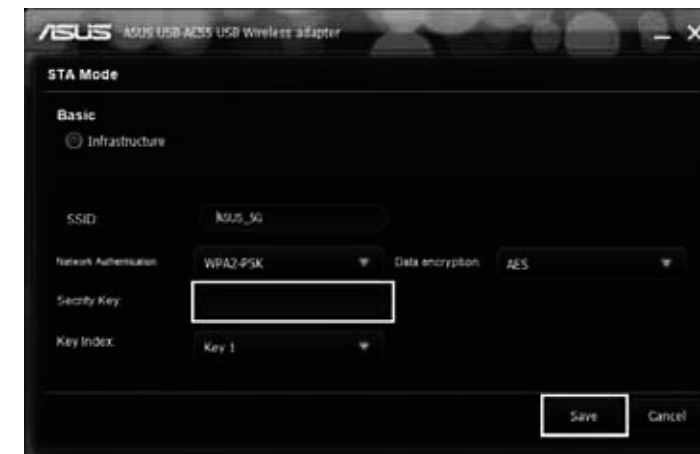 ASUS ASUS USB-AC55 USB Wireless adapter
STA Mode
Basic
Infrastructure
SSID: ASUS_5G
Network Authentication: WPA2-PSK Data encryption: AES
Secrity Key:
Key Index: Key 1
Save Cancel